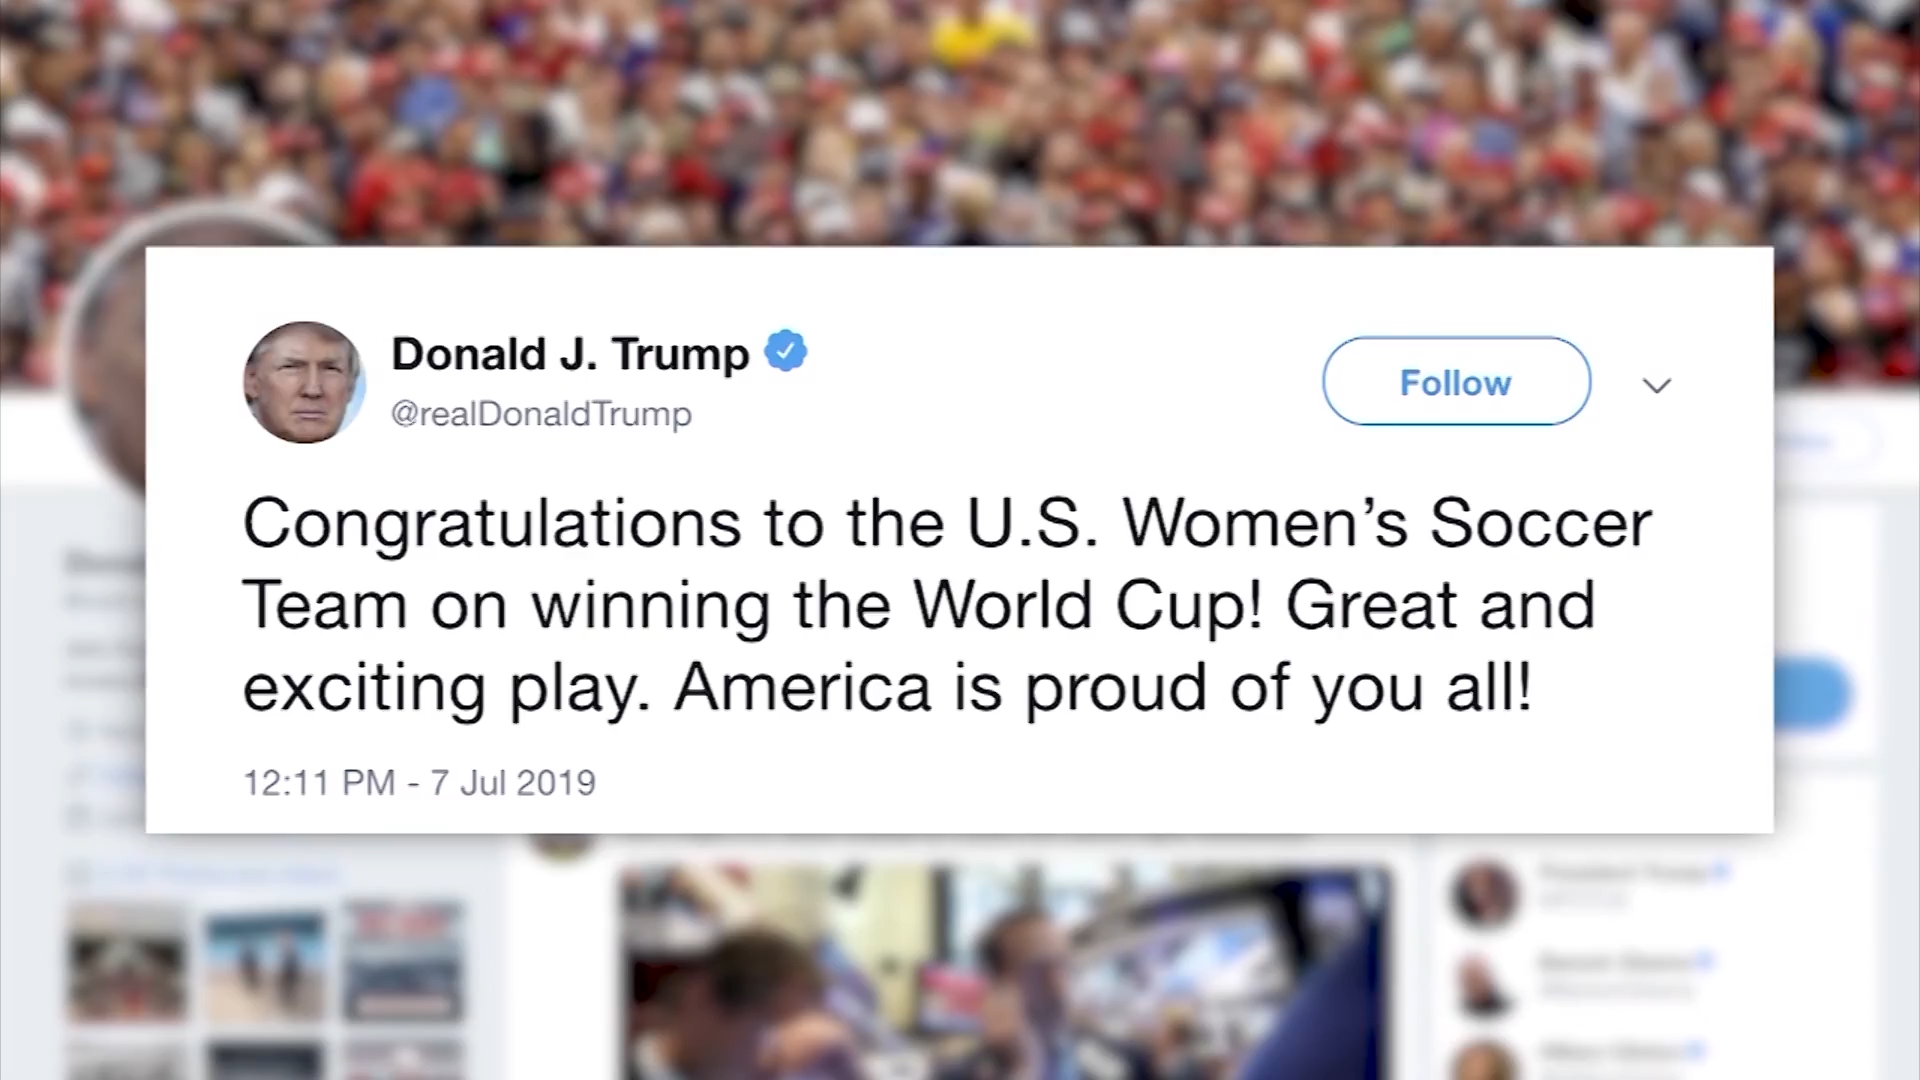 Donald J. Trump
@realDonaldTrump
Follow
Congratulations to the U.S. Women’s Soccer
Team on winning the World Cup! Great and
exciting play. America is proud of you all!
12:11 PM - 7 Jul 2019